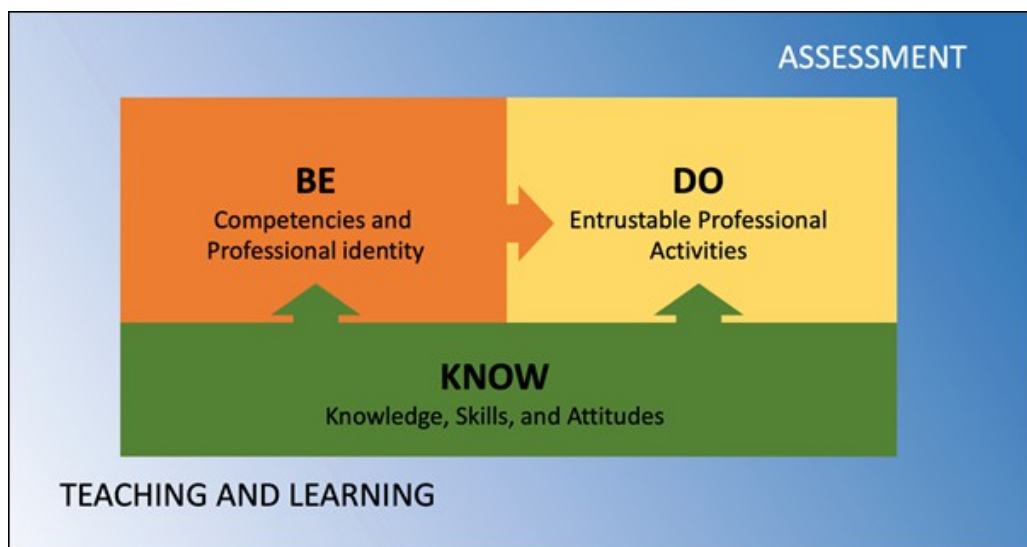 ASSESSMENT
BE
Competencies and
Professional identity
DO
Entrustable Professional
Activities
KNOW
Knowledge, Skills, and Attitudes
TEACHING AND LEARNING